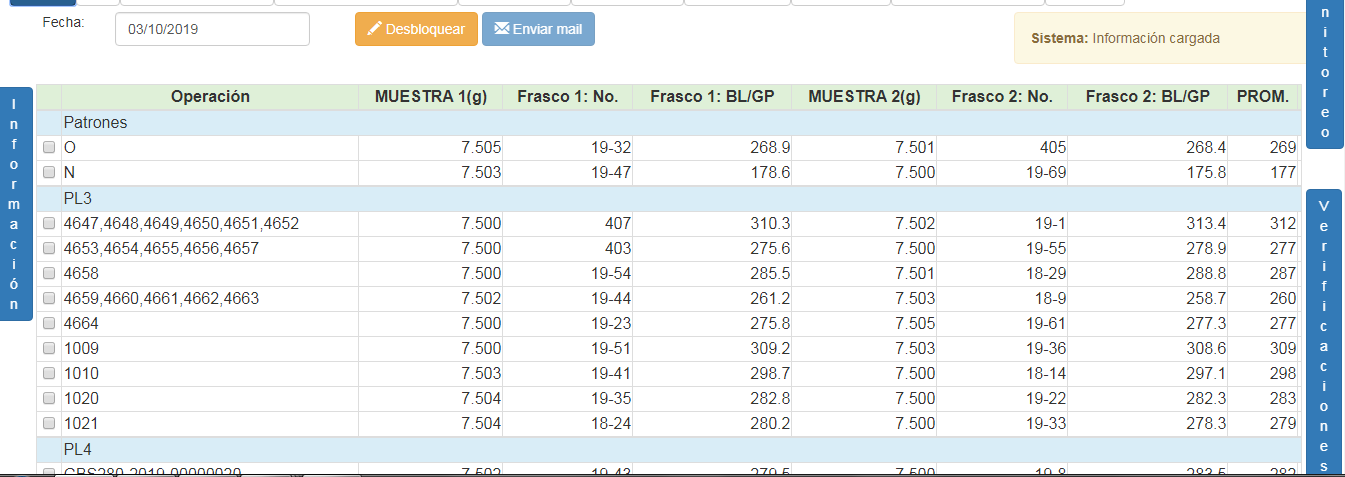 Fecha:
03/10/2019
Desbloquear
Enviar mail
Sistema: Información cargada
nitoreo
Información
Verificaciones
Operación MUESTRA 1(g) Frasco 1: No. Frasco 1: BL/GP MUESTRA 2(g) Frasco 2: No. Frasco 2: BL/GP PROM.
Patrones
O 7.505 19-32 268.9 7.501 405 268.4 269
N 7.503 19-47 178.6 7.500 19-69 175.8 177
PL3
4647,4648,4649,4650,4651,4652 7.500 407 310.3 7.502 19-1 313.4 312
4653,4654,4655,4656,4657 7.500 403 275.6 7.500 19-55 278.9 277
4658 7.500 19-54 285.5 7.501 18-29 288.8 287
4659,4660,4661,4662,4663 7.502 19-44 261.2 7.503 18-9 258.7 260
4664 7.500 19-23 275.8 7.505 19-61 277.3 277
1009 7.500 19-51 309.2 7.503 19-36 308.6 309
1010 7.503 19-41 298.7 7.500 18-14 297.1 298
1020 7.504 19-35 282.8 7.500 19-22 282.3 283
1021 7.504 18-24 280.2 7.500 19-33 278.3 279
PL4